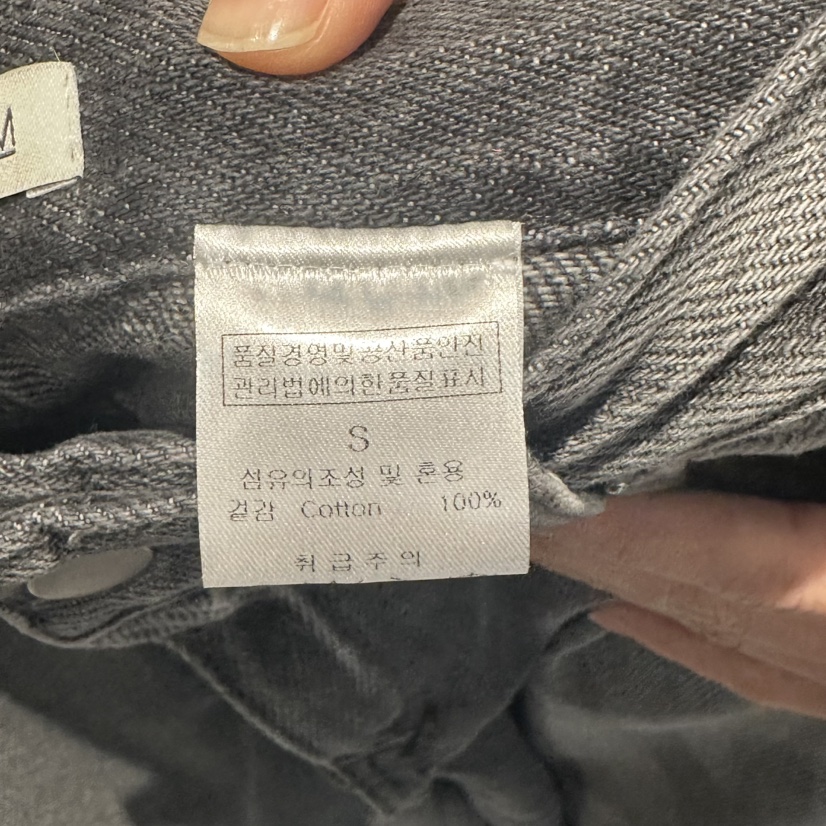 M
품질경영및공산품안전
관리법에의한품질표시
S
섬유의조성 및 혼용
겉감 Cotton 100%
취급주의